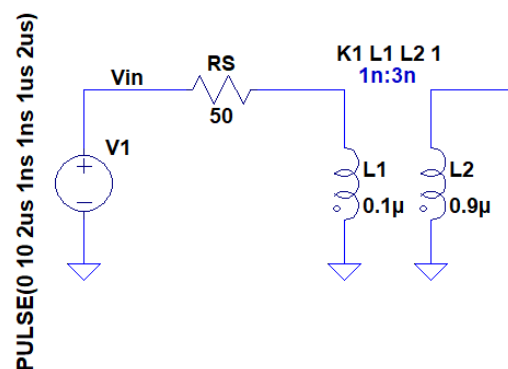 PULSE(0 10 2us 1ns 1ns 1us 2us)
Vin
V1
RS
50
K1 L1 L2 1
1n:3n
L1
0.1µ
L2
0.9µ